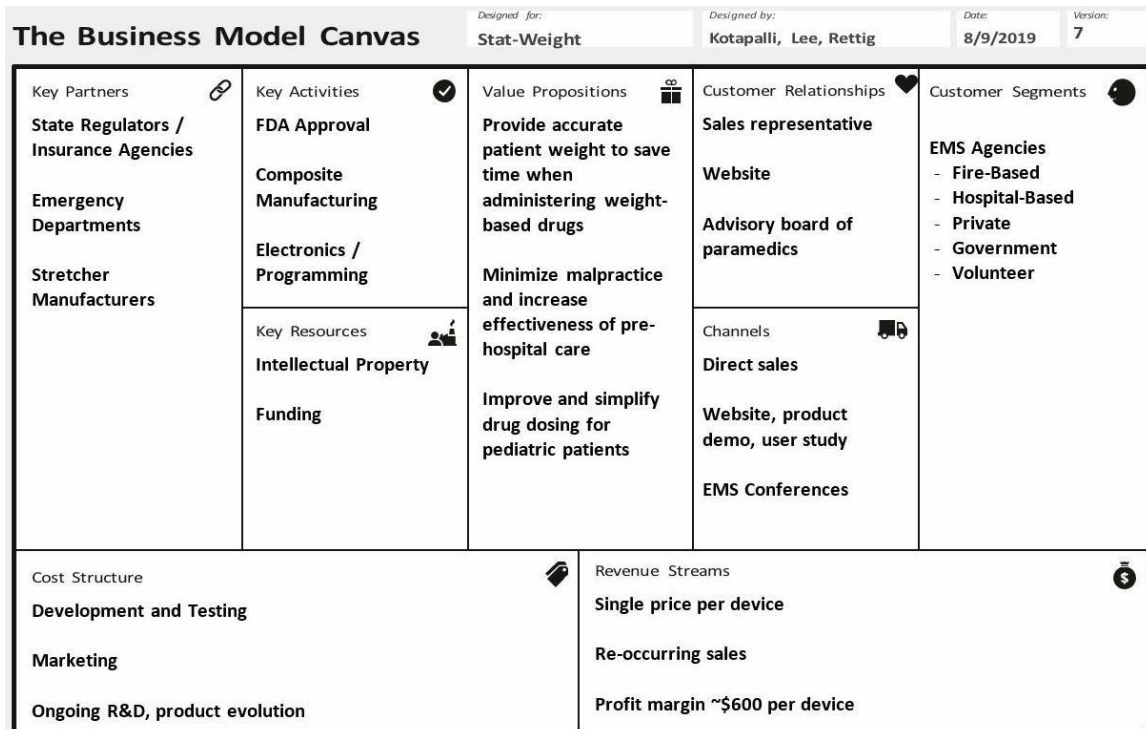 The Business Model Canvas
Designed for:
Stat-Weight
Designed by:
Kotapalli, Lee, Rettig
Date:
8/9/2019
Version:
7
Key Partners
State Regulators /
Insurance Agencies
Emergency
Departments
Stretcher
Manufacturers
Key Activities
FDA Approval
Composite
Manufacturing
Electronics /
Programming
Key Resources
Intellectual Property
Funding
Value Propositions
Provide accurate
patient weight to save
time when
administering weight-
based drugs
Minimize malpractice
and increase
effectiveness of pre-
hospital care
Improve and simplify
drug dosing for
pediatric patients
Customer Relationships
Sales representative
Website
Advisory board of
paramedics
Channels
Direct sales
Website, product
demo, user study
EMS Conferences
Customer Segments
EMS Agencies
- Fire-Based
- Hospital-Based
- Private
- Government
- Volunteer
Cost Structure
Development and Testing
Marketing
Ongoing R&D, product evolution
Revenue Streams
$
Single price per device
Re-occurring sales
Profit margin ~$600 per device